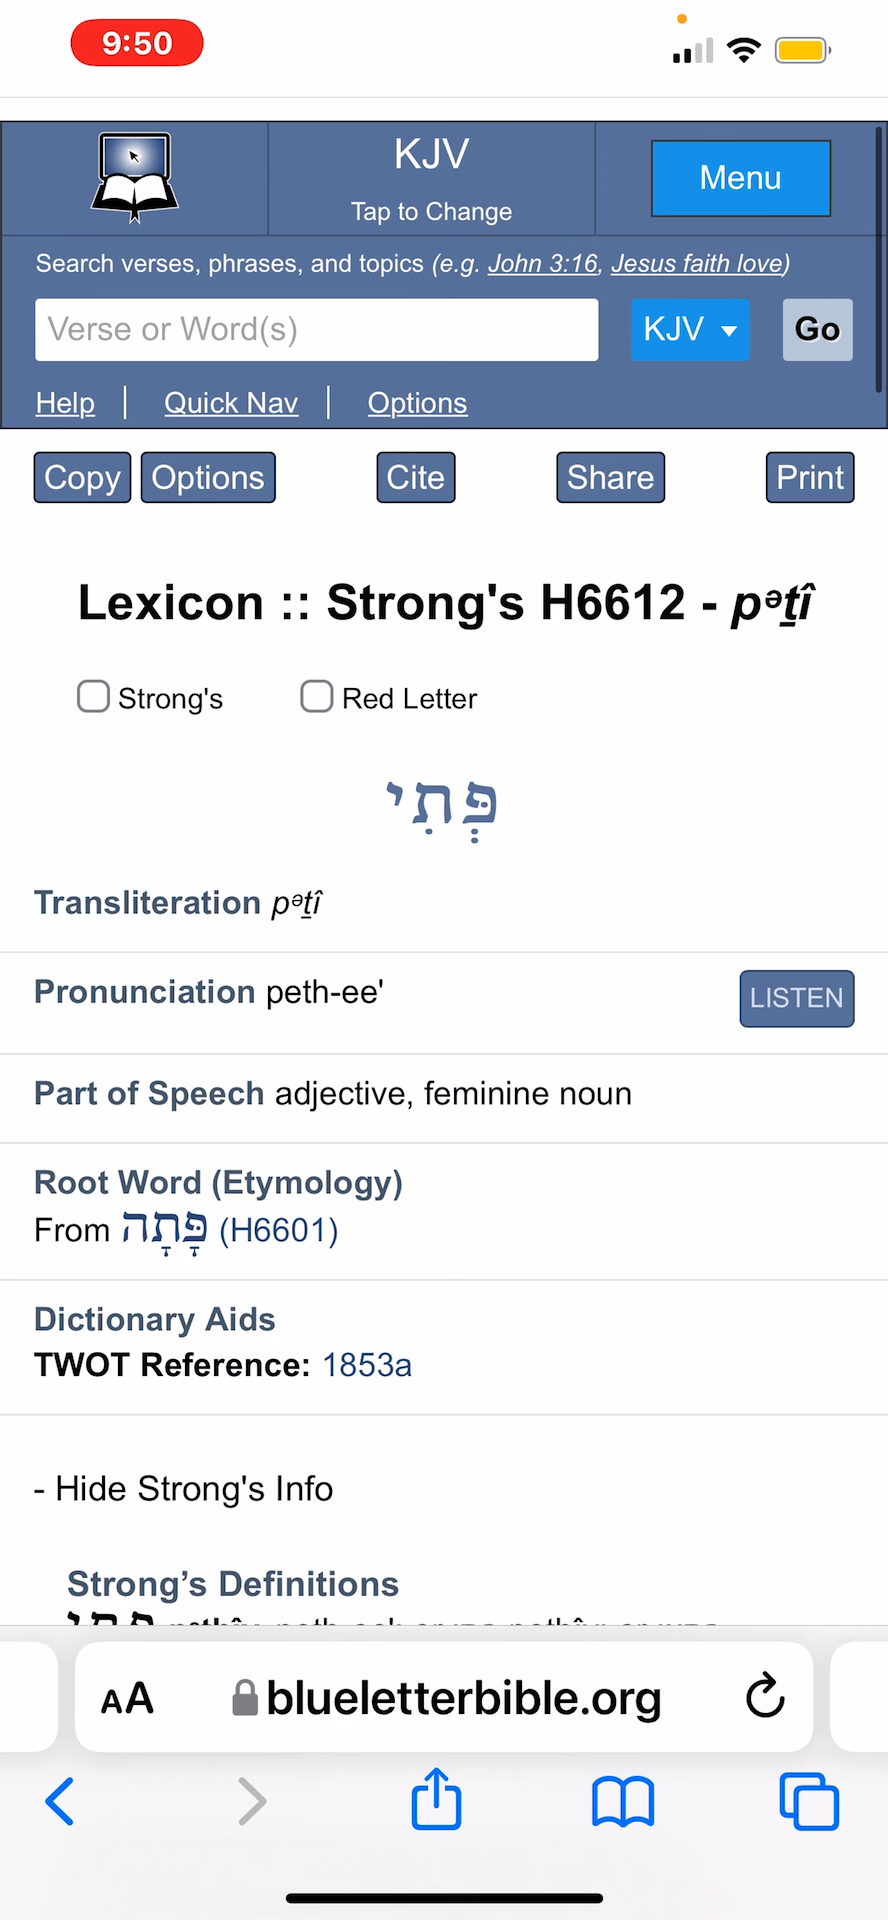 9:50
KJV
Tap to Change
Menu
Search verses, phrases, and topics (e.g. John 3:16, Jesus faith love)
Verse or Word(s)
KJV
Go
Help | Quick Nav | Options
Copy Options Cite Share Print
Lexicon :: Strong's H6612 - pᵊṯî
Strong's Red Letter
פְּתִי
Transliteration pᵊṯî
Pronunciation peth-ee'
LISTEN
Part of Speech adjective, feminine noun
Root Word (Etymology)
From פָּתָה (H6601)
Dictionary Aids
TWOT Reference: 1853a
- Hide Strong's Info
Strong’s Definitions
AA blueletterbible.org